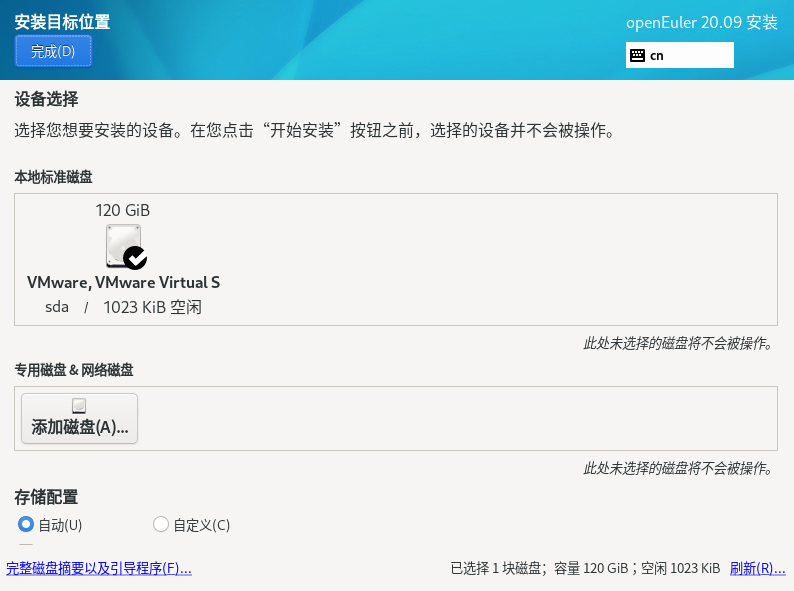 安装目标位置
openEuler 20.09 安装
完成(D)
cn
设备选择
选择您想要安装的设备。在您点击“开始安装”按钮之前，选择的设备并不会被操作。
本地标准磁盘
120 GiB
VMware, VMware Virtual S
sda / 1023 KiB 空闲
此处未选择的磁盘将不会被操作。
专用磁盘 & 网络磁盘
添加磁盘(A)...
此处未选择的磁盘将不会被操作。
存储配置
自动(U) 自定义(C)
完整磁盘摘要以及引导程序(F)... 已选择 1 块磁盘；容量 120 GiB；空闲 1023 KiB 刷新(R)...